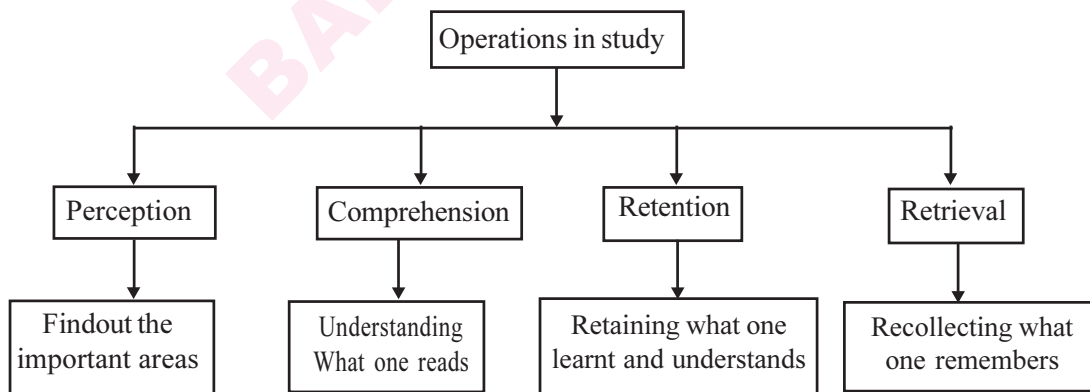 Operations in study
Perception
Comprehension
Retention
Retrieval
Findout the
important areas
Understanding
What one reads
Retaining what one
learnt and understands
Recollecting what
one remembers